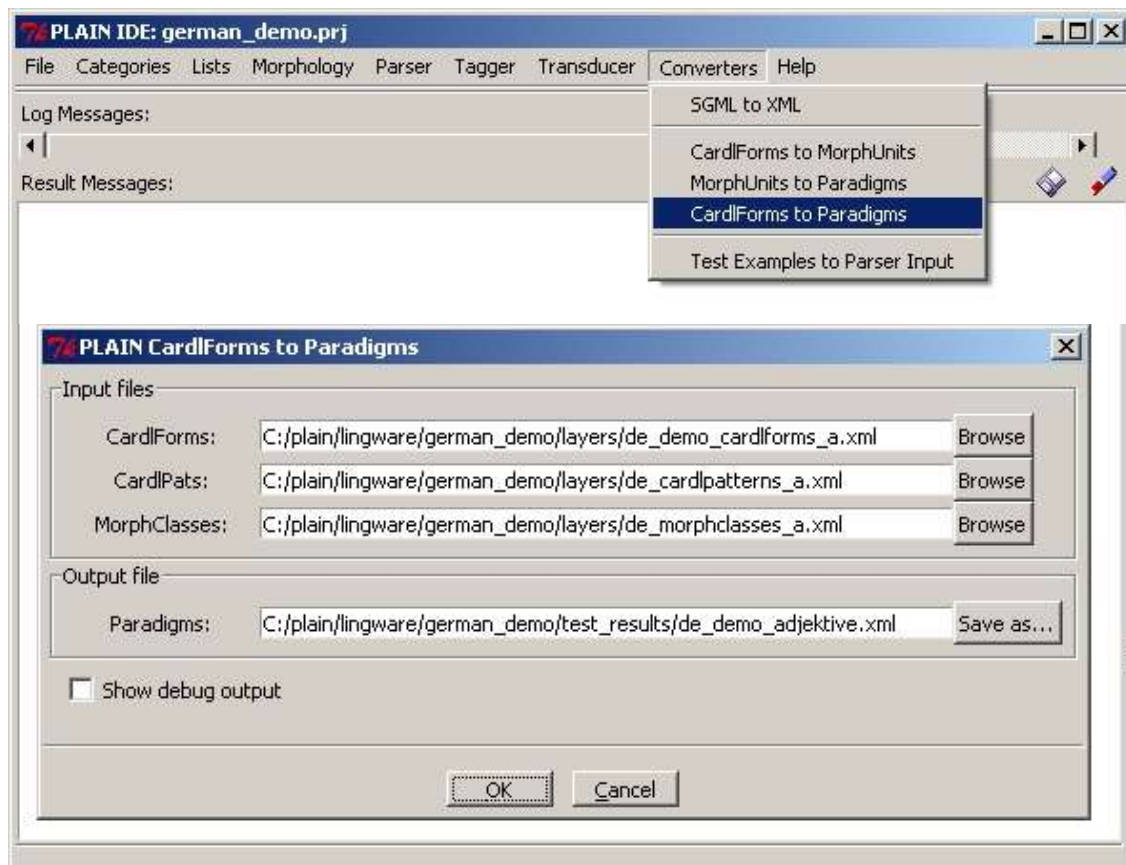 PLAIN IDE: german_demo.prj
File Categories Lists Morphology Parser Tagger Transducer Converters Help
SGML to XML
Log Messages:
CardlForms to MorphUnits
Result Messages:
MorphUnits to Paradigms
CardlForms to Paradigms
Test Examples to Parser Input
PLAIN CardlForms to Paradigms
Input files
CardlForms: C:/plain/lingware/german_demo/layers/de_demo_cardlforms_a.xml Browse
CardlPats: C:/plain/lingware/german_demo/layers/de_cardlpatterns_a.xml Browse
MorphClasses: C:/plain/lingware/german_demo/layers/de_morphclasses_a.xml Browse
Output file
Paradigms: C:/plain/lingware/german_demo/test_results/de_demo_adjektive.xml Save as...
Show debug output
OK Cancel